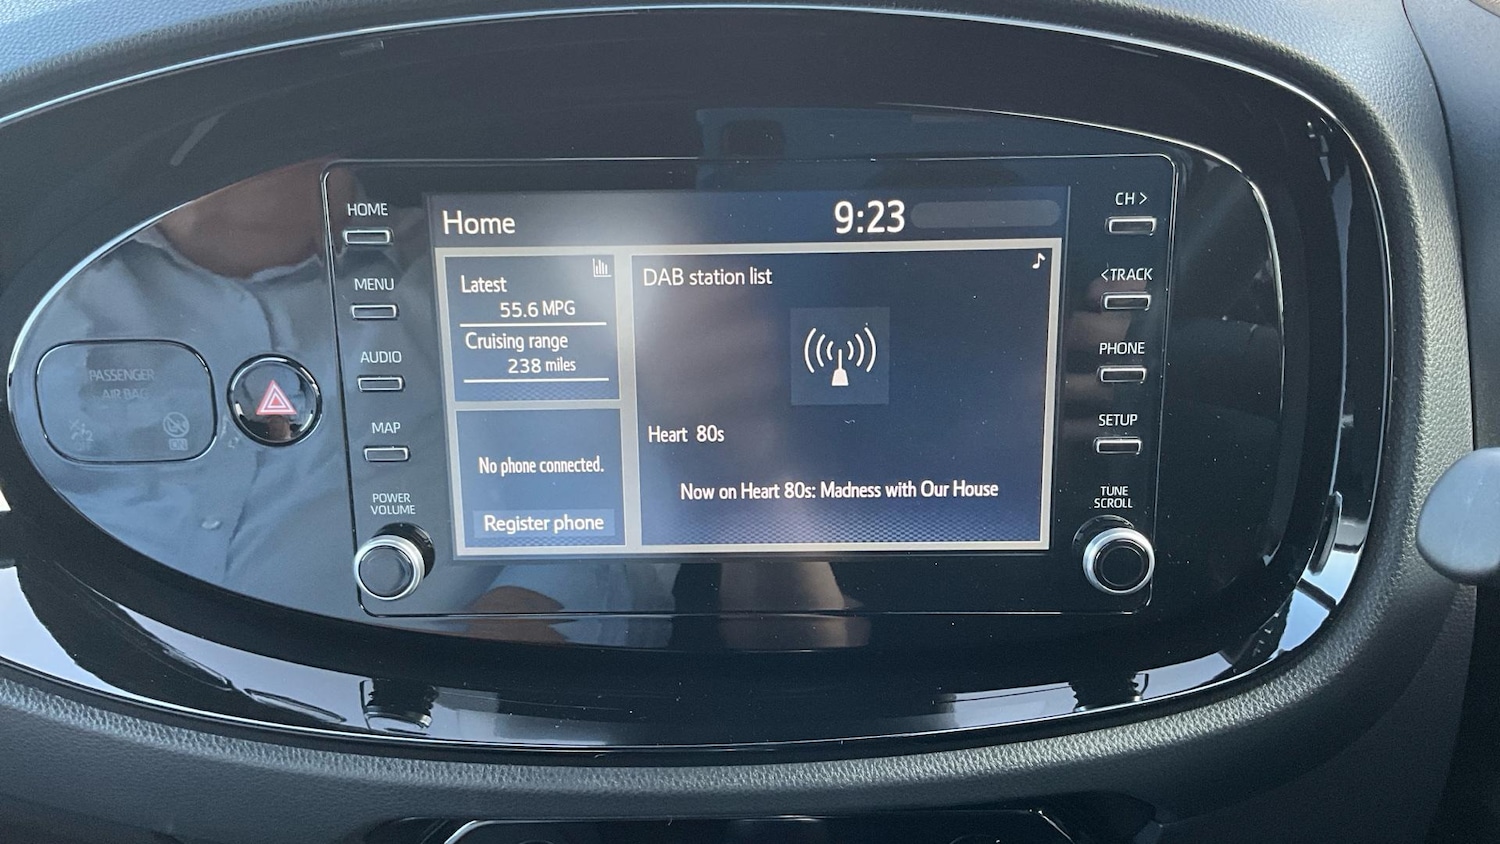 HOME
MENU
AUDIO
MAP
POWER
VOLUME
PASSENGER
AIR BAG
Home
9:23
Latest
55.6 MPG
Cruising range
238 miles
No phone connected.
Register phone
DAB station list
Heart 80s
Now on Heart 80s: Madness with Our House
CH >
< TRACK
PHONE
SETUP
TUNE
SCROLL